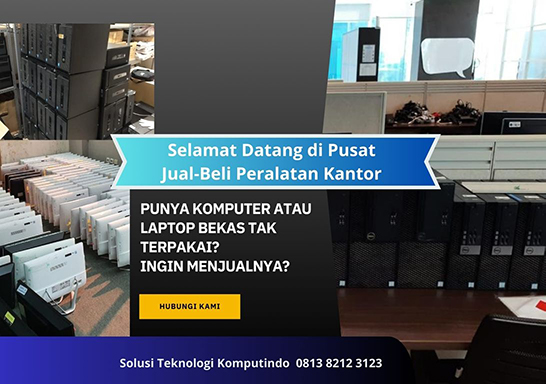 Selamat Datang di Pusat
Jual-Beli Peralatan Kantor
PUNYA KOMPUTER ATAU
LAPTOP BEKAS TAK
TERPAKAI?
INGIN MENJUALNYA?
HUBUNGI KAMI
Solusi Teknologi Komputindo 0813 8212 3123